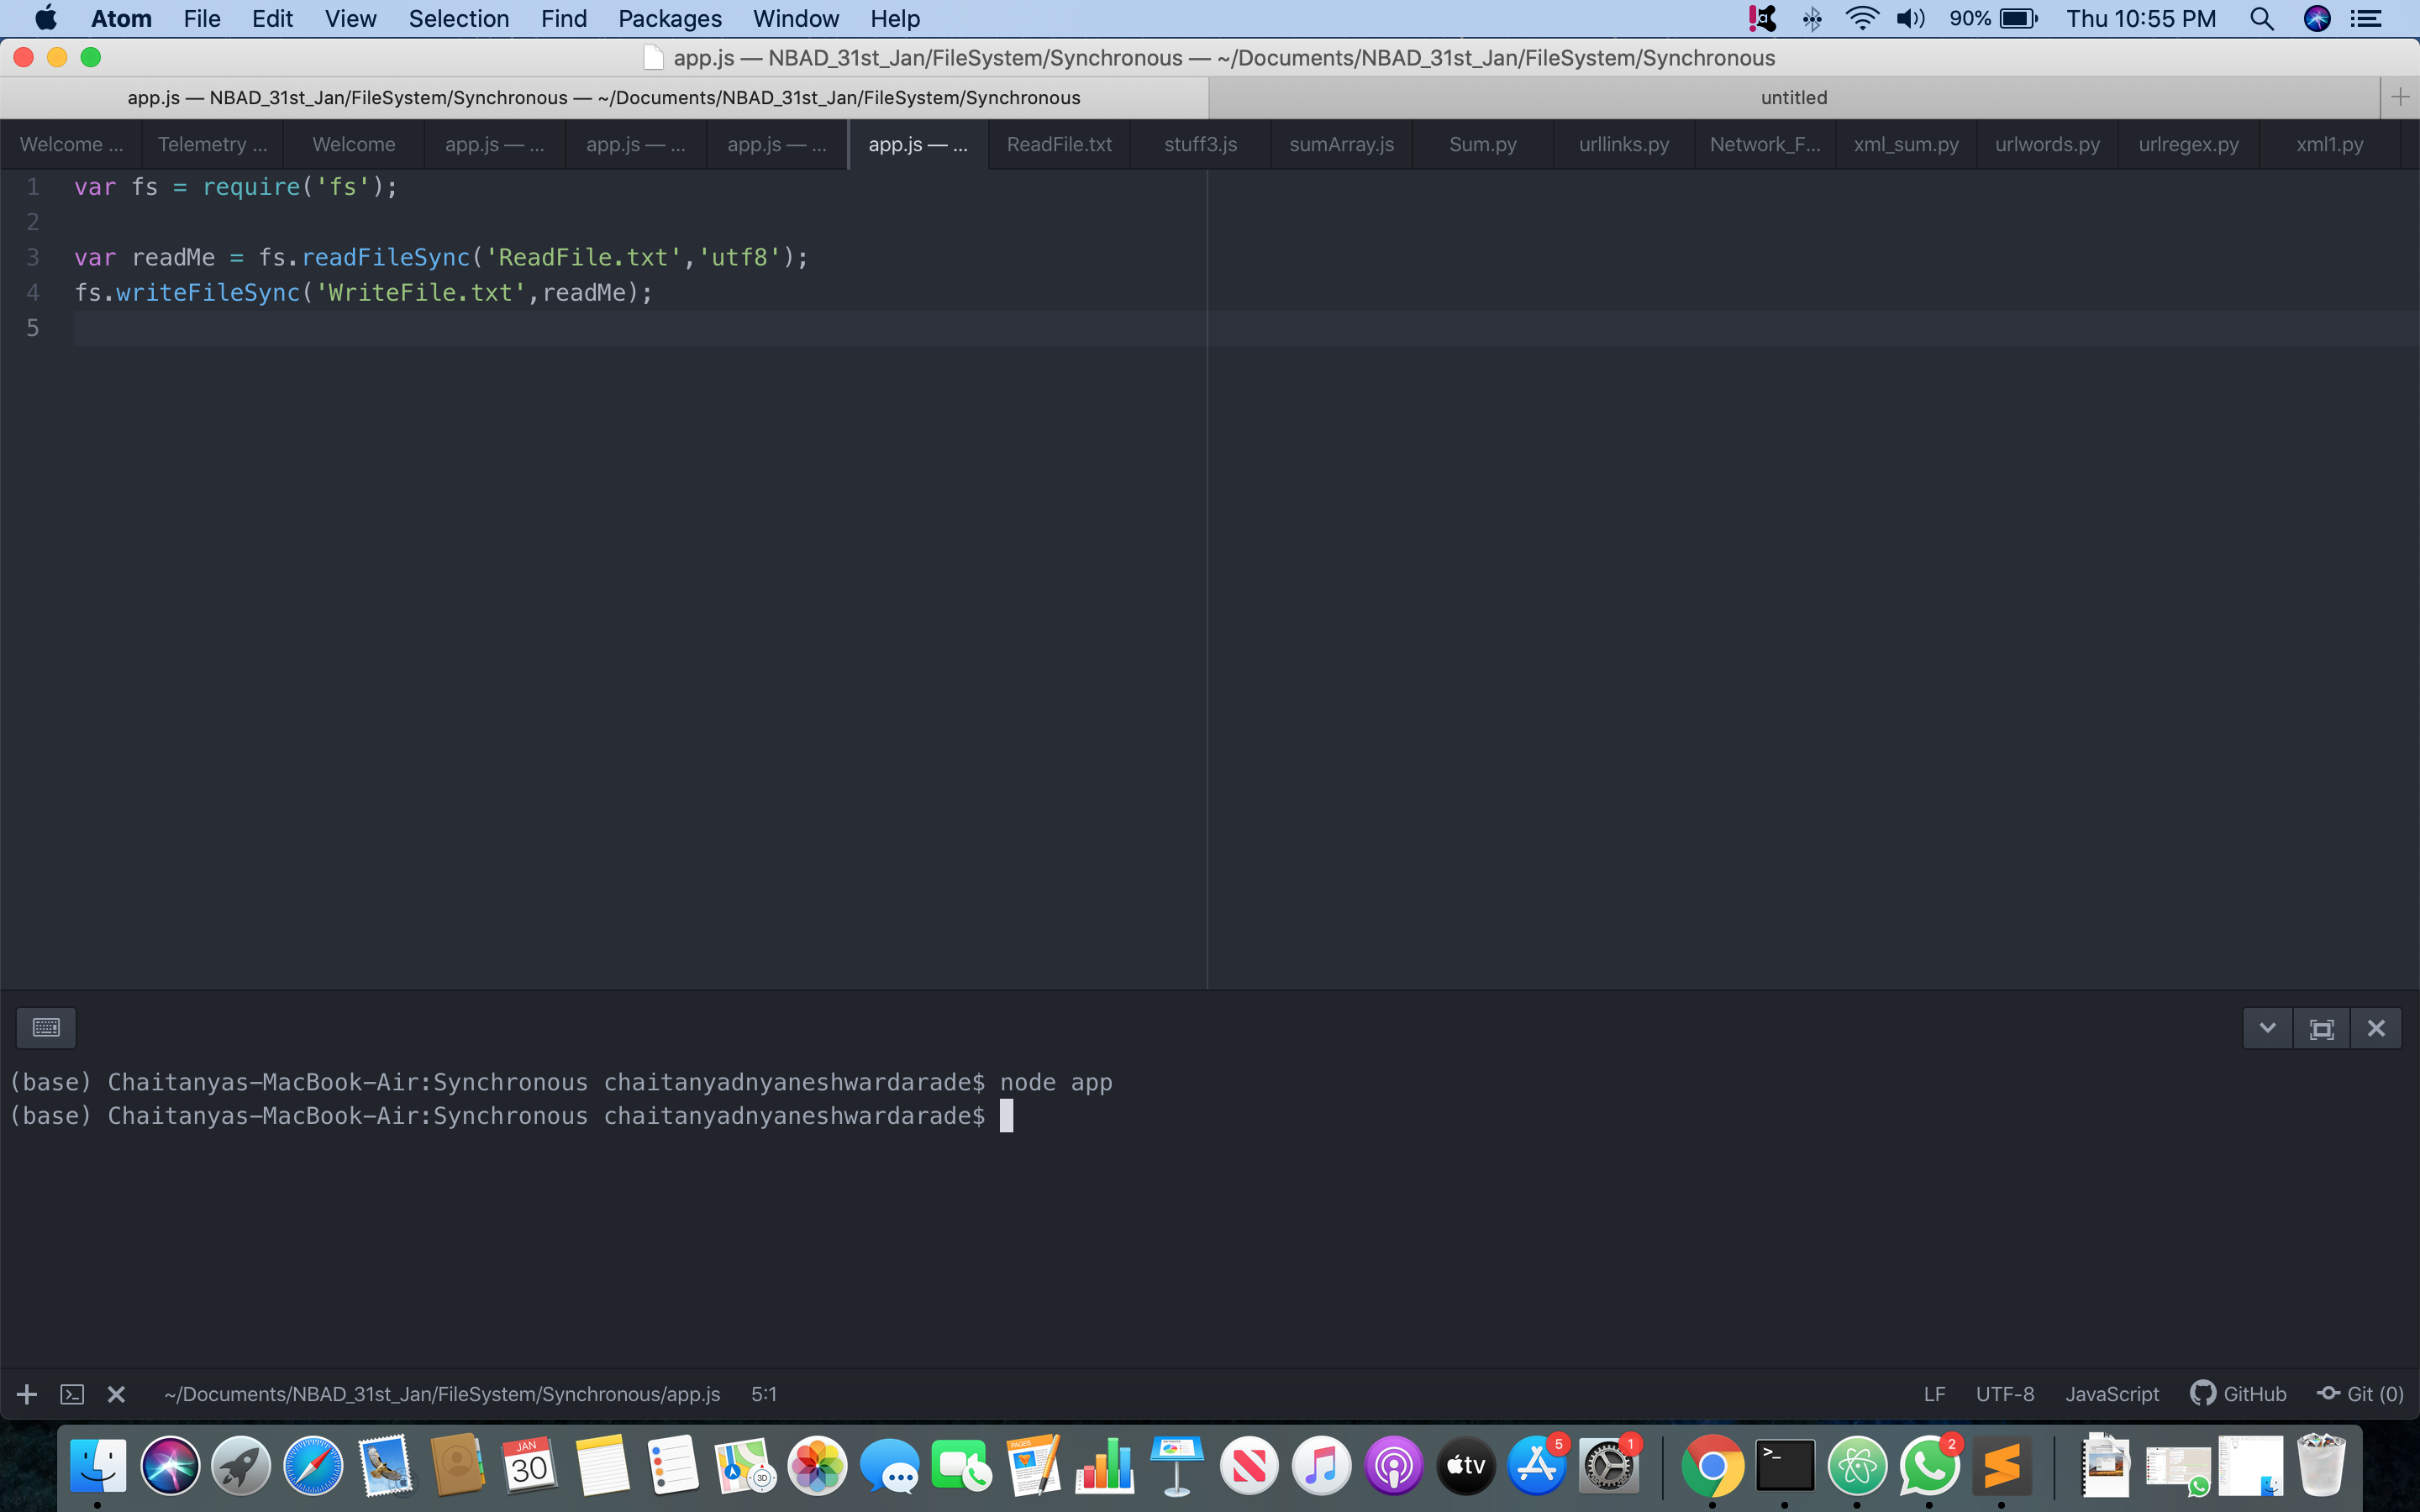 Atom File Edit View Selection Find Packages Window Help 90% Thu 10:55 PM
app.js — NBAD_31st_Jan/FileSystem/Synchronous — ~/Documents/NBAD_31st_Jan/FileSystem/Synchronous
app.js — NBAD_31st_Jan/FileSystem/Synchronous — ~/Documents/NBAD_31st_Jan/FileSystem/Synchronous untitled
Welcome ... Telemetry ... Welcome app.js — ... app.js — ... app.js — ... app.js — ... ReadFile.txt stuff3.js sumArray.js Sum.py urllinks.py Network_F... xml_sum.py urlwords.py urlregex.py xml1.py
1 var fs = require('fs');
2
3 var readMe = fs.readFileSync('ReadFile.txt','utf8');
4 fs.writeFileSync('WriteFile.txt',readMe);
5
(base) Chaitanyas-MacBook-Air:Synchronous chaitanyadnyaneshwardarade$ node app
(base) Chaitanyas-MacBook-Air:Synchronous chaitanyadnyaneshwardarade$
~/Documents/NBAD_31st_Jan/FileSystem/Synchronous/app.js 5:1 LF UTF-8 JavaScript GitHub Git (0)
JAN
30
3D
PAGES
tv
5
1
>_
2